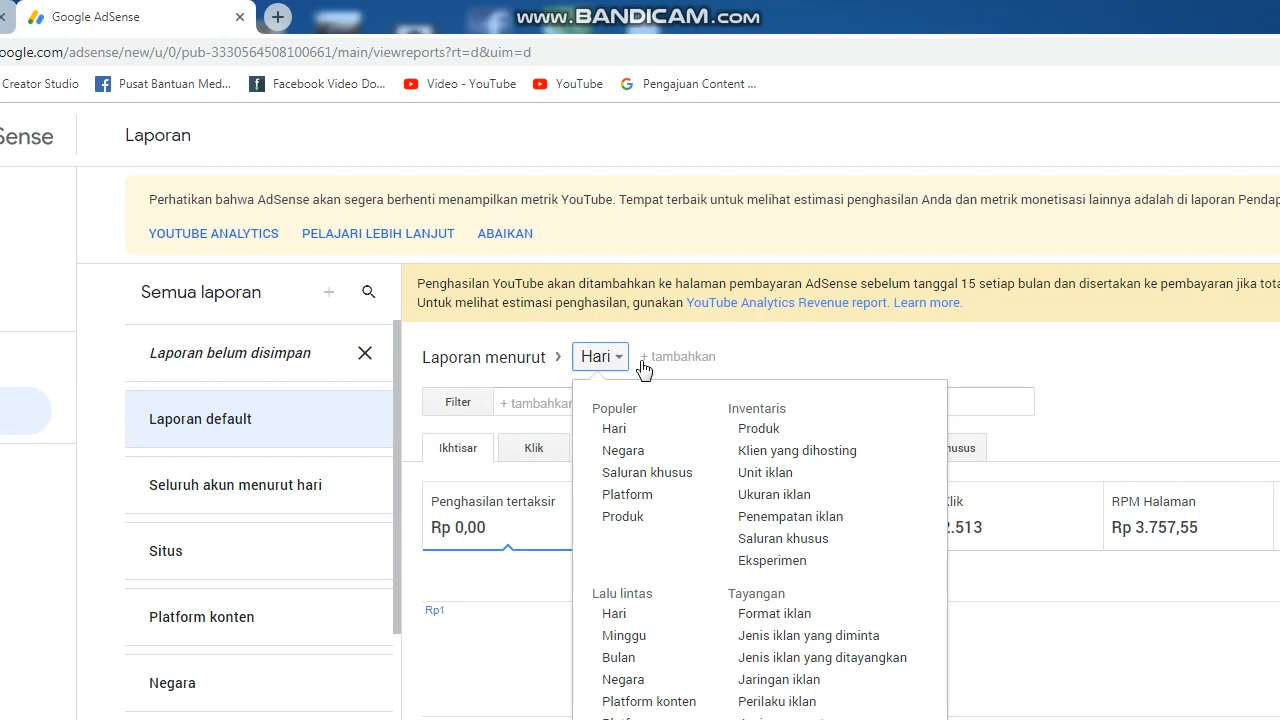 Google AdSense
www.BANDICAM.com
oogle.com/adsense/new/u/0/pub-3330564508100661/main/viewreports?rt=d&uim=d
Creator Studio
Pusat Bantuan Med...
Facebook Video Do...
Video - YouTube
YouTube
Pengajuan Content ...
Sense
Laporan
Perhatikan bahwa AdSense akan segera berhenti menampilkan metrik YouTube. Tempat terbaik untuk melihat estimasi penghasilan Anda dan metrik monetisasi lainnya adalah di laporan Pendap
YOUTUBE ANALYTICS PELAJARI LEBIH LANJUT ABAIKAN
Semua laporan
Laporan belum disimpan
Laporan default
Seluruh akun menurut hari
Situs
Platform konten
Negara
Penghasilan YouTube akan ditambahkan ke halaman pembayaran AdSense sebelum tanggal 15 setiap bulan dan disertakan ke pembayaran jika tota
Untuk melihat estimasi penghasilan, gunakan YouTube Analytics Revenue report. Learn more.
Laporan menurut › Hari + tambahkan
Filter + tambahkan
Ikhtisar Klik husus
Penghasilan tertaksir
Rp 0,00
Klik
2.513
RPM Halaman
Rp 3.757,55
Rp1
Populer
Hari
Negara
Saluran khusus
Platform
Produk
Inventaris
Produk
Klien yang dihosting
Unit iklan
Ukuran iklan
Penempatan iklan
Saluran khusus
Eksperimen
Lalu lintas
Hari
Minggu
Bulan
Negara
Platform konten
Tayangan
Format iklan
Jenis iklan yang diminta
Jenis iklan yang ditayangkan
Jaringan iklan
Perilaku iklan